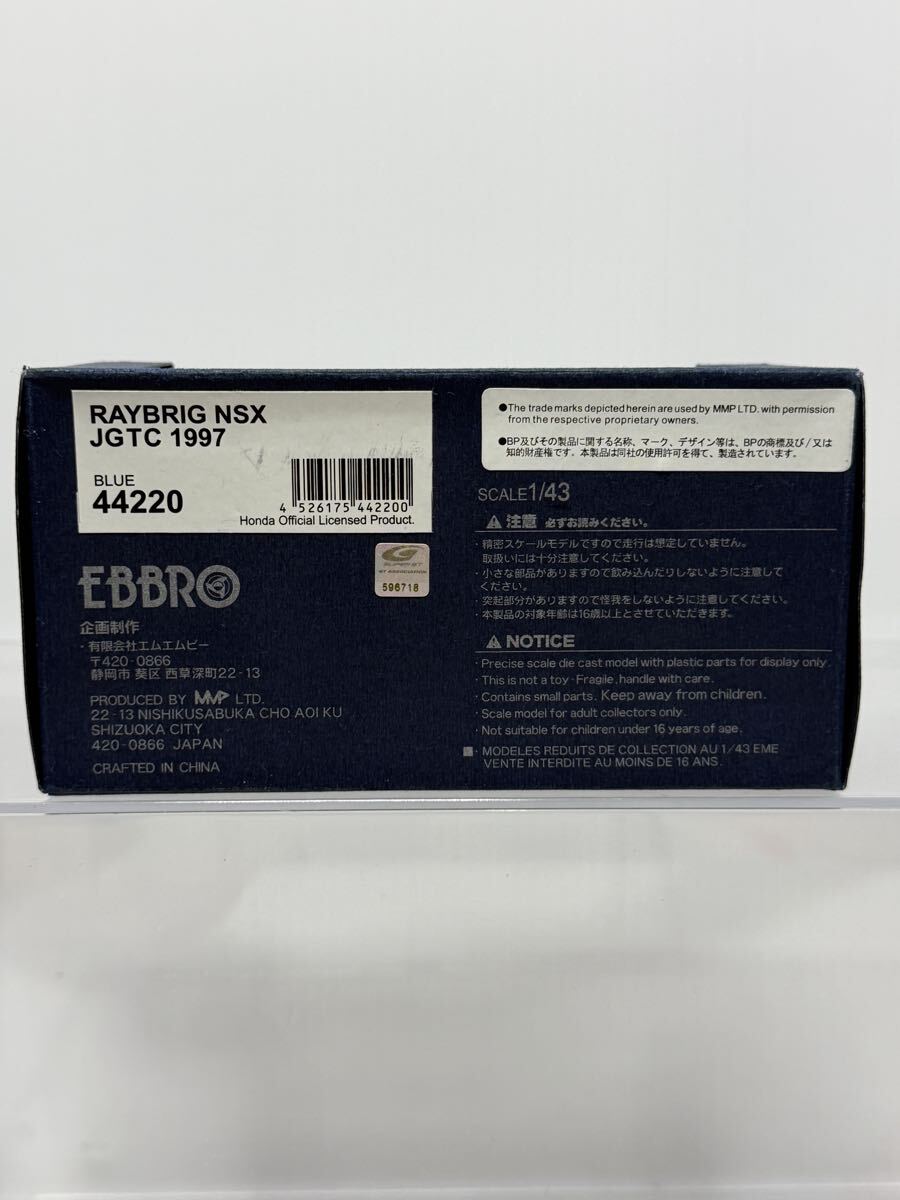 RAYBRIG NSX
JGTC 1997
BLUE
44220
4 526175 442200
Honda Official Licensed Product.
●The trade marks depicted herein are used by MMP LTD. with permission
from the respective proprietary owners.
●BP及びその製品に関する名称、マーク、デザイン等は、BPの商標及び/又は
知的財産権です。本製品は同社の使用許可を得て、製造されています。
SCALE1/43
⚠注意 必ずお読みください。
・精密スケールモデルですので走行は想定していません。
取扱いには十分注意してください。
・小さな部品がありますので飲み込んだりしないように注意して
ください。
・突起部分がありますので怪我をしないように注意してください。
・本製品の対象年齢は16歳以上とさせていただきます。
⚠NOTICE
・Precise scale die cast model with plastic parts for display only.
・This is not a toy・Fragile, handle with care.
・Contains small parts. Keep away from children.
・Scale model for adult collectors only.
・Not suitable for children under 16 years of age.
■・MODELES REDUITS DE COLLECTION AU 1/43 EME
VENTE INTERDITE AU MOINS DE 16 ANS.
SUPER GT
GT ASSOCIATION
596718
EBBRO
企画制作
・有限会社エムエムピー
〒420-0866
静岡市 葵区 西草深町22-13
PRODUCED BY MMP LTD.
22-13 NISHIKUSABUKA CHO AOI KU
SHIZUOKA CITY
420-0866 JAPAN
CRAFTED IN CHINA